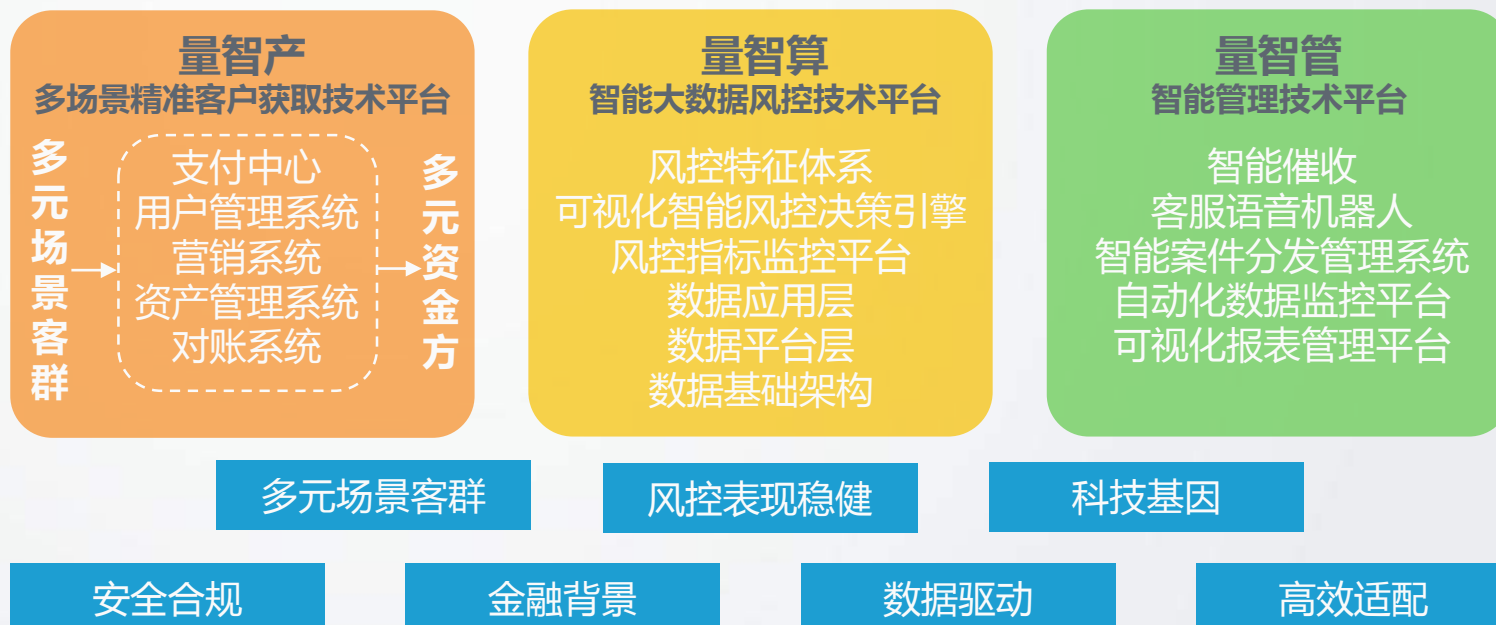 量智产
多场景精准客户获取技术平台
多元场景客群
支付中心
用户管理系统
营销系统
资产管理系统
对账系统
多元资金方
量智算
智能大数据风控技术平台
风控特征体系
可视化智能风控决策引擎
风控指标监控平台
数据应用层
数据平台层
数据基础架构
量智管
智能管理技术平台
智能催收
客服语音机器人
智能案件分发管理系统
自动化数据监控平台
可视化报表管理平台
多元场景客群
风控表现稳健
科技基因
安全合规
金融背景
数据驱动
高效适配